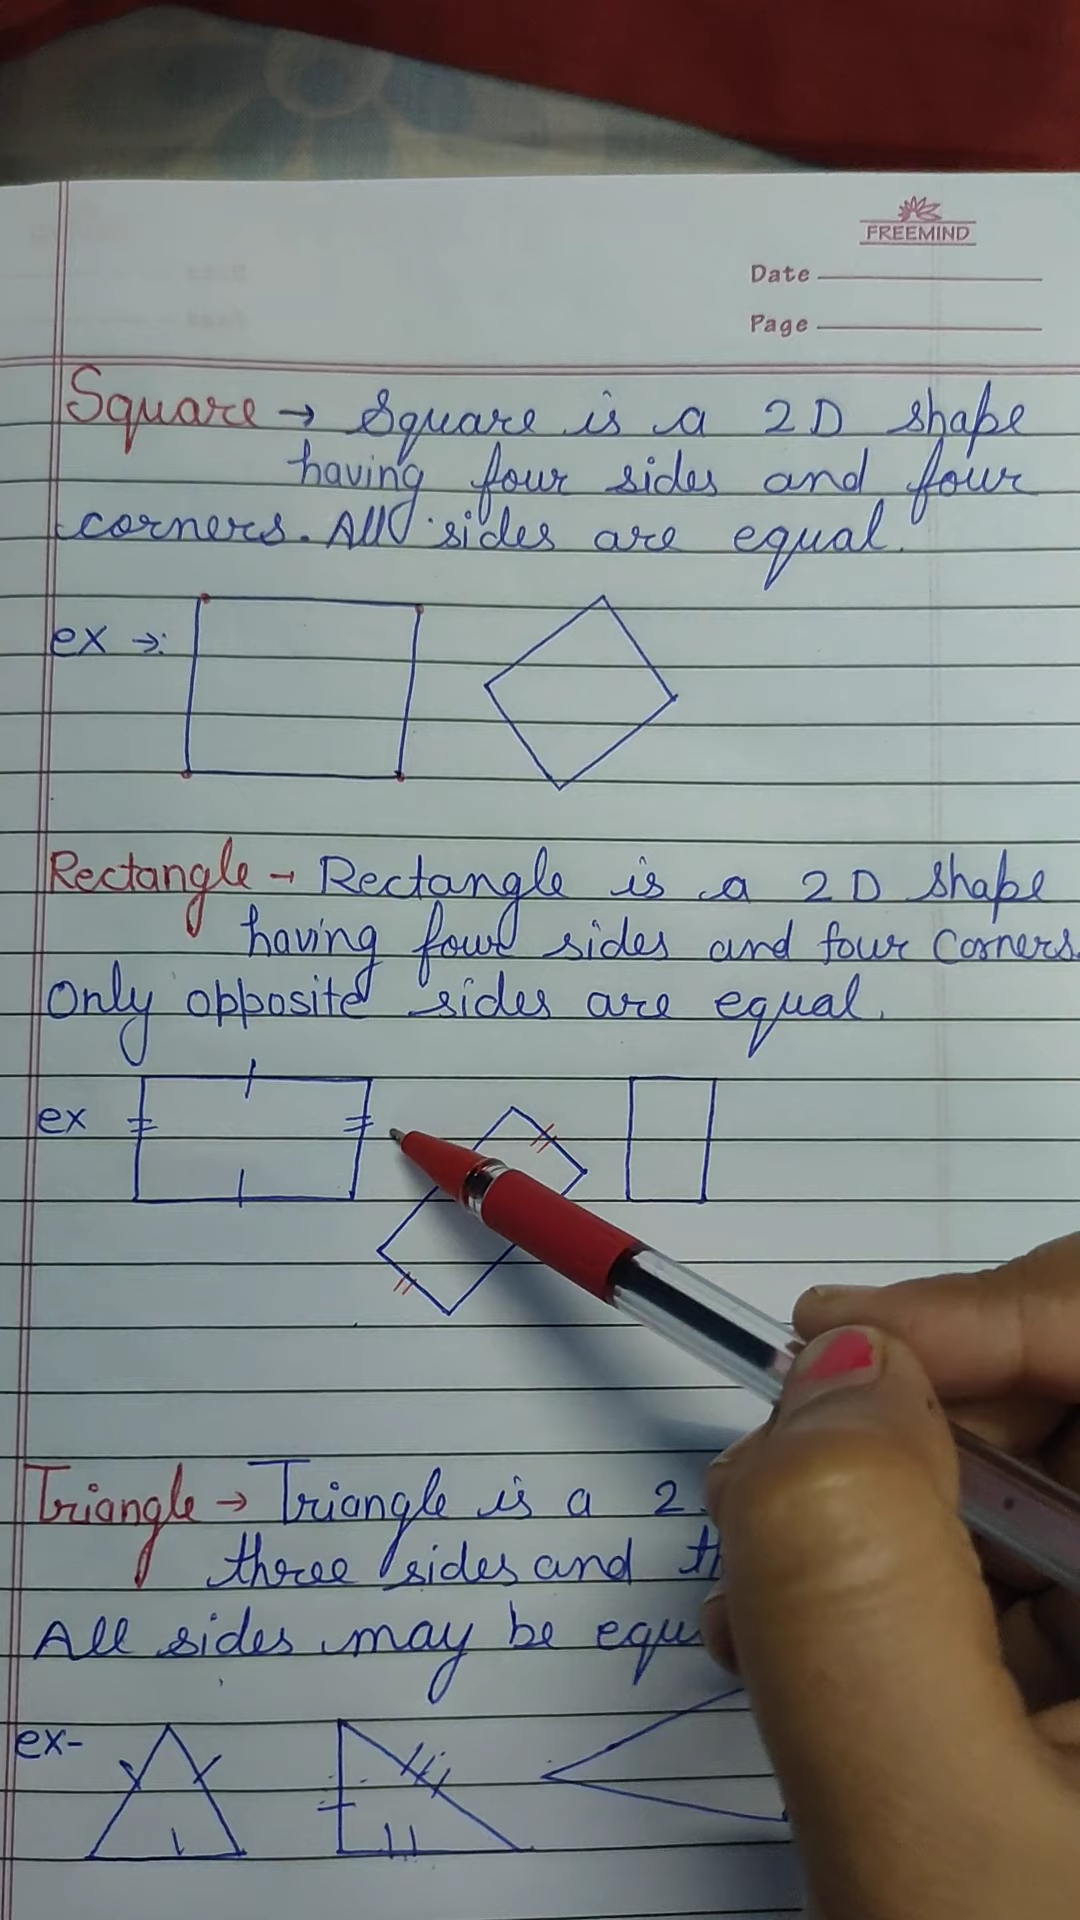 FREEMIND
Date
Page
Square → Square is a 2D shape
having four sides and four
corners. All sides are equal.
ex →
Rectangle → Rectangle is a 2D shape
having four sides and four Corners.
Only opposite sides are equal.
ex
Triangle → Triangle is a 2
three sides and
All sides may be
ex-